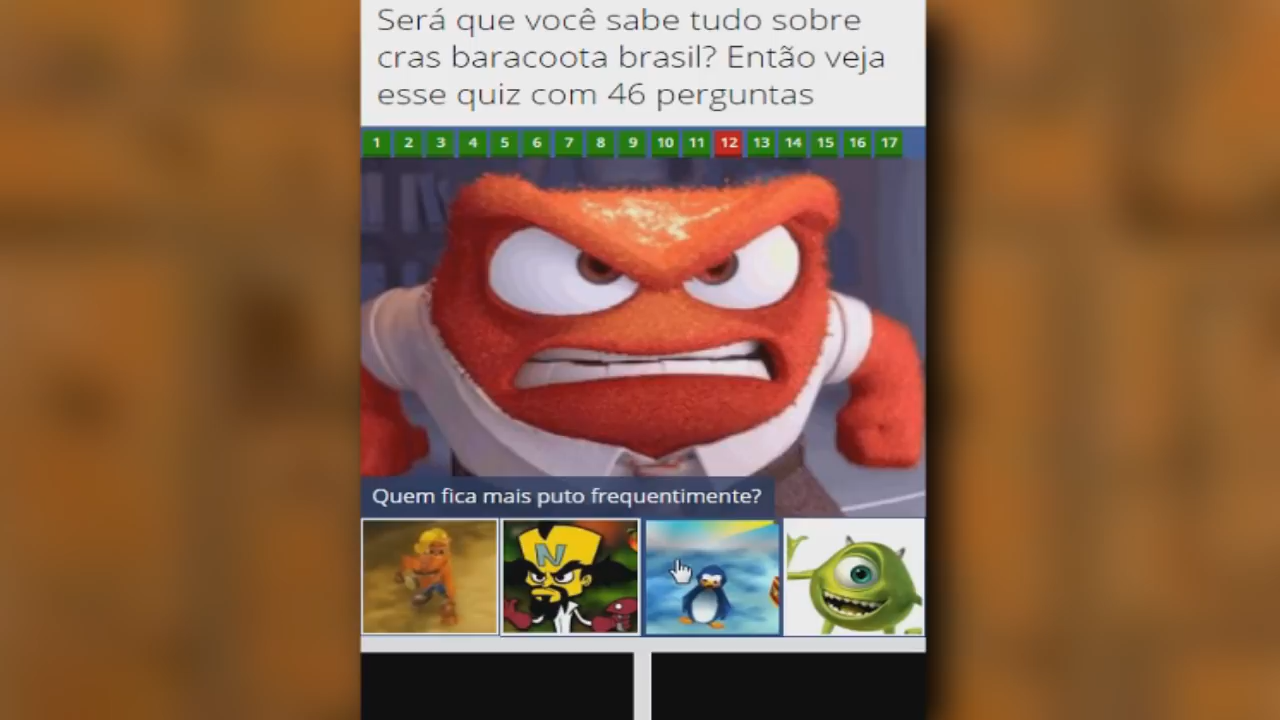 Será que você sabe tudo sobre
cras baracoota brasil? Então veja
esse quiz com 46 perguntas
1 2 3 4 5 6 7 8 9 10 11 12 13 14 15 16 17
Quem fica mais puto frequentimente?
N